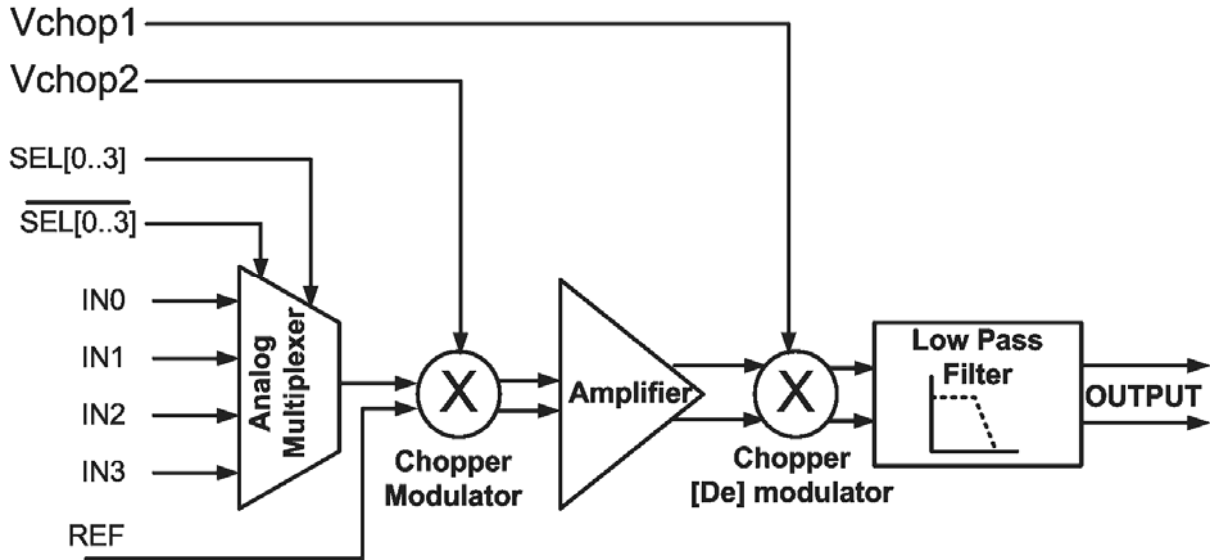 Vchop1
Vchop2
SEL[0..3]
SEL[0..3]
IN0
IN1
IN2
IN3
REF
Analog
Multiplexer
X
Chopper
Modulator
Amplifier
X
Chopper
[De] modulator
Low Pass
Filter
OUTPUT